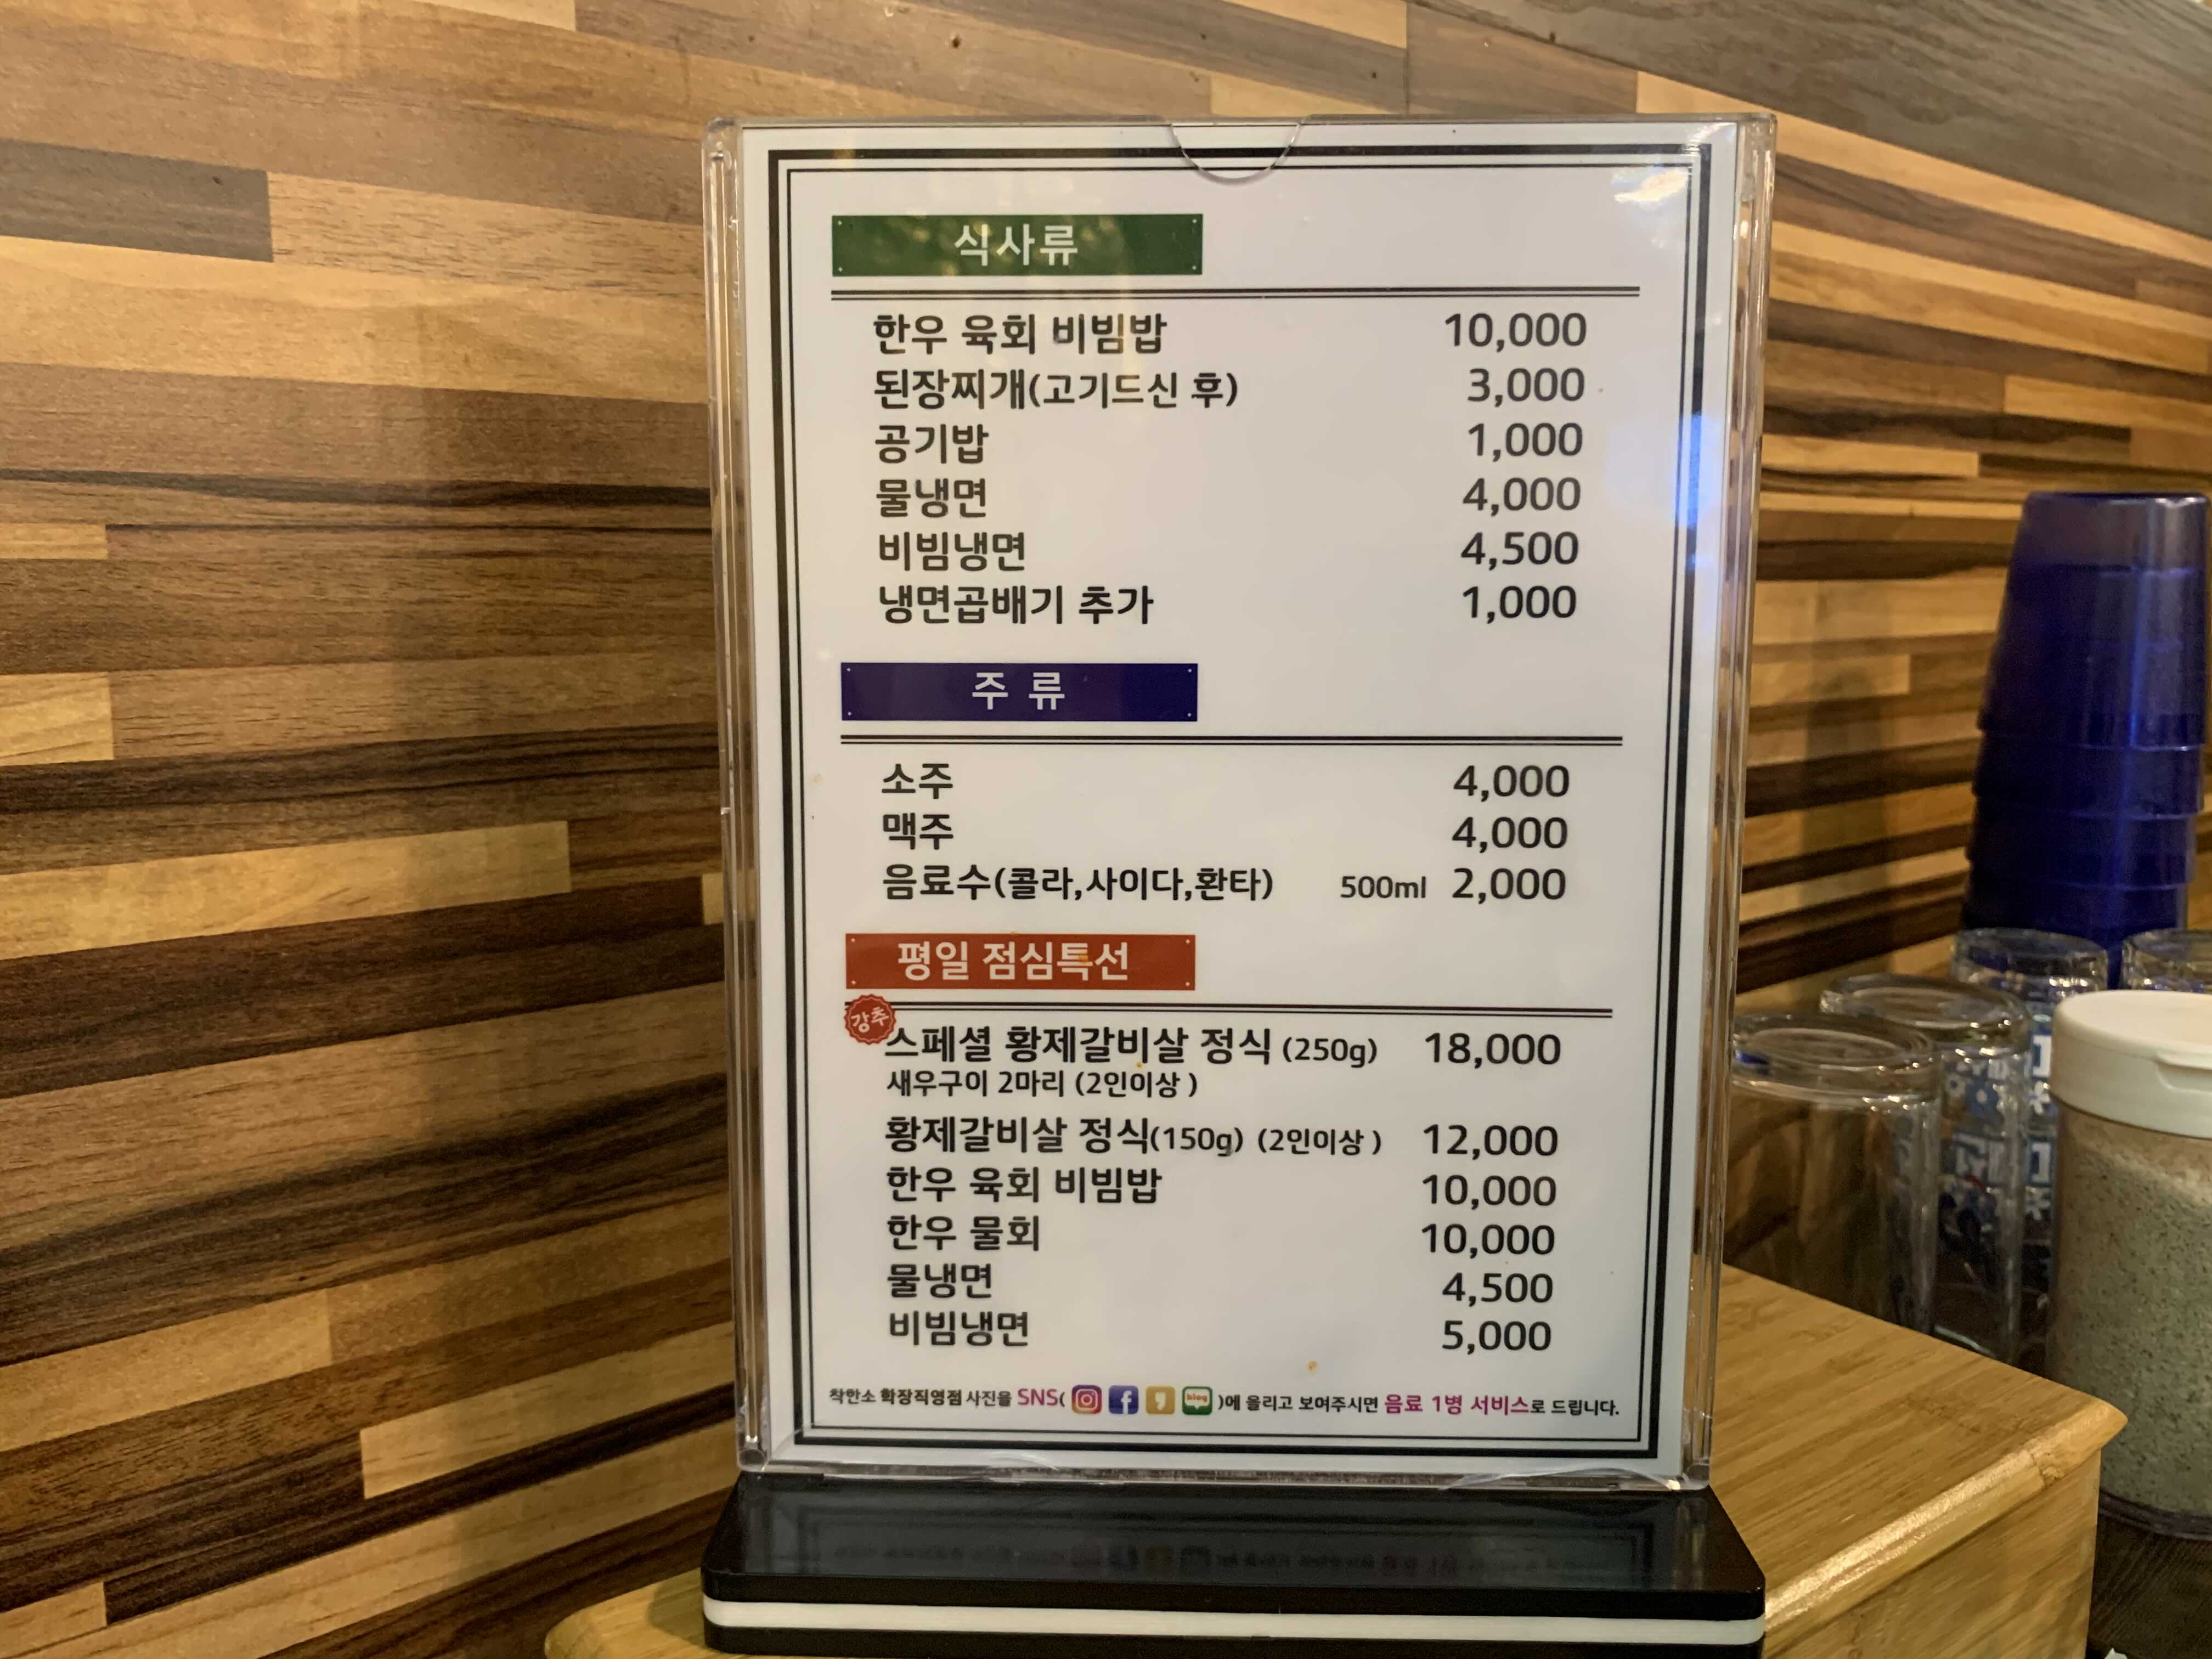 식사류
한우 육회 비빔밥 10,000
된장찌개(고기드신 후) 3,000
공기밥 1,000
물냉면 4,000
비빔냉면 4,500
냉면곱배기 추가 1,000
주 류
소주 4,000
맥주 4,000
음료수(콜라,사이다,환타) 500ml 2,000
평일 점심특선
강추
스페셜 황제갈비살 정식 (250g) 18,000
새우구이 2마리 (2인이상 )
황제갈비살 정식(150g) (2인이상 ) 12,000
한우 육회 비빔밥 10,000
한우 물회 10,000
물냉면 4,500
비빔냉면 5,000
착한소 학장직영점 사진을 SNS( blog )에 올리고 보여주시면 음료 1병 서비스로 드립니다.